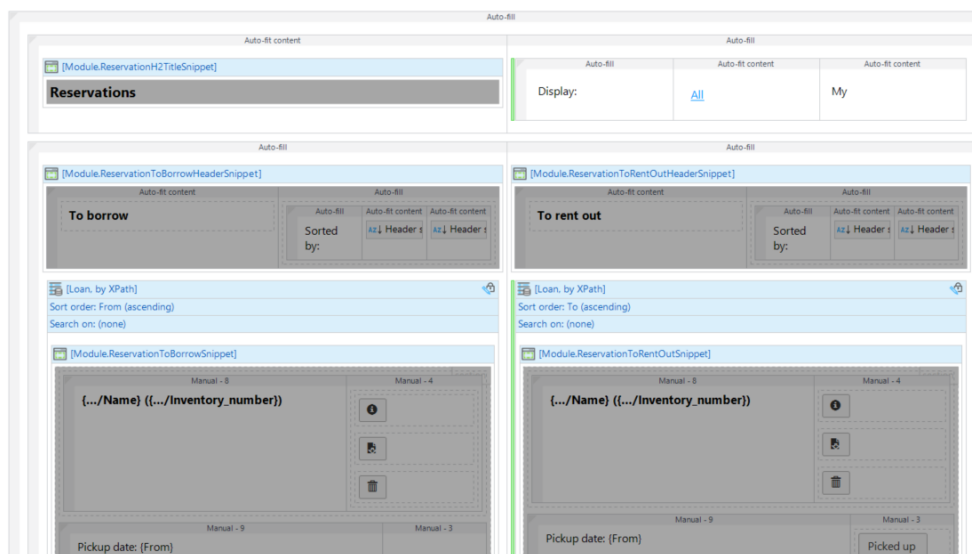 Auto-fill
Auto-fit content
Auto-fill
[Module.ReservationH2TitleSnippet]
Reservations
Auto-fill
Auto-fit content
Auto-fit content
Display:
All
My
Auto-fill
Auto-fill
[Module.ReservationToBorrowHeaderSnippet]
Auto-fit content
Auto-fill
To borrow
Auto-fill
Auto-fit content
Auto-fit content
Sorted
by:
AZ↓ Header s
AZ↓ Header s
[Module.ReservationToRentOutHeaderSnippet]
Auto-fit content
Auto-fill
To rent out
Auto-fill
Auto-fit content
Auto-fit content
Sorted
by:
AZ↓ Header s
AZ↓ Header s
[Loan, by XPath]
Sort order: From (ascending)
Search on: (none)
[Module.ReservationToBorrowSnippet]
Manual - 8
Manual - 4
{.../Name} ({.../Inventory_number})
Manual - 9
Manual - 3
Pickup date: {From}
[Loan, by XPath]
Sort order: To (ascending)
Search on: (none)
[Module.ReservationToRentOutSnippet]
Manual - 8
Manual - 4
{.../Name} ({.../Inventory_number})
Manual - 9
Manual - 3
Pickup date: {From}
Picked up